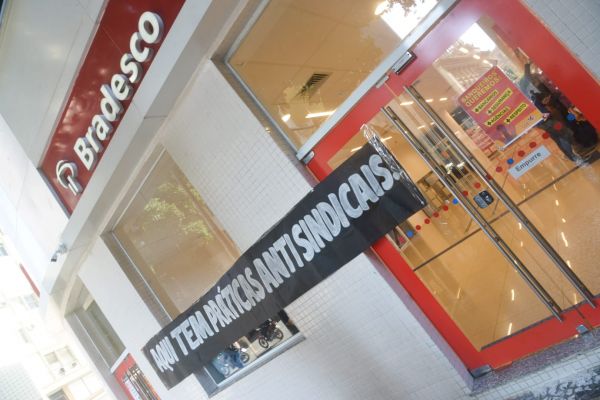 Bradesco
AQUI TEM PRÁTICAS ANTI SINDICAIS
QUEREMOS
Empurre